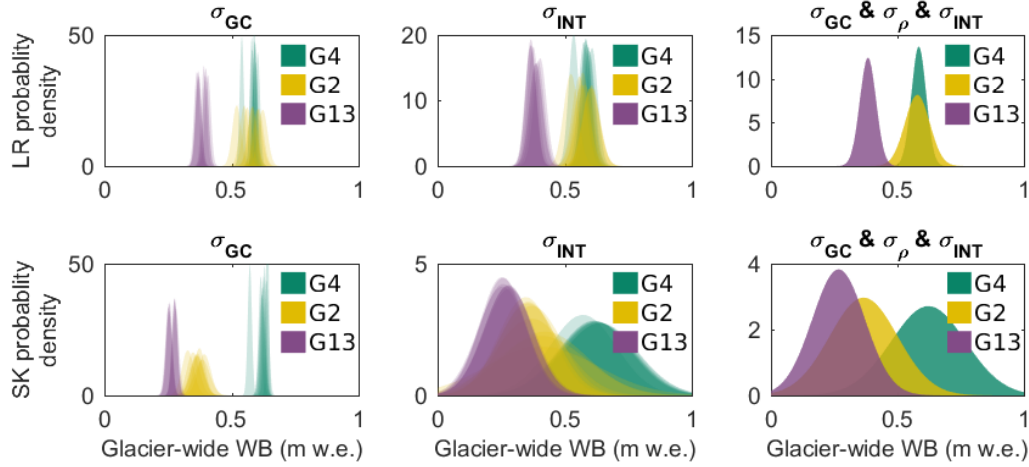 σGC
σINT
σGC & σρ & σINT
LR probablity
density
50
0
0
0.5
1
G4
G2
G13
20
10
0
0
0.5
1
G4
G2
G13
15
10
5
0
0
0.5
1
G4
G2
G13
σGC
σINT
σGC & σρ & σINT
SK probablity
density
50
0
0
0.5
1
G4
G2
G13
5
0
0
0.5
1
G4
G2
G13
4
2
0
0
0.5
1
G4
G2
G13
Glacier-wide WB (m w.e.)
Glacier-wide WB (m w.e.)
Glacier-wide WB (m w.e.)